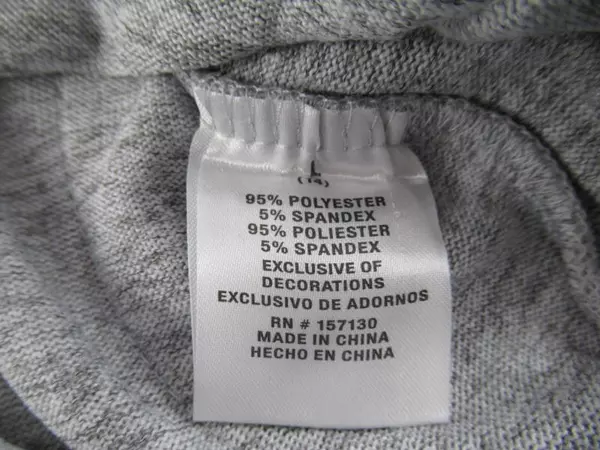 L
(14)
95% POLYESTER
5% SPANDEX
95% POLIESTER
5% SPANDEX
EXCLUSIVE OF
DECORATIONS
EXCLUSIVO DE ADORNOS
RN # 157130
MADE IN CHINA
HECHO EN CHINA